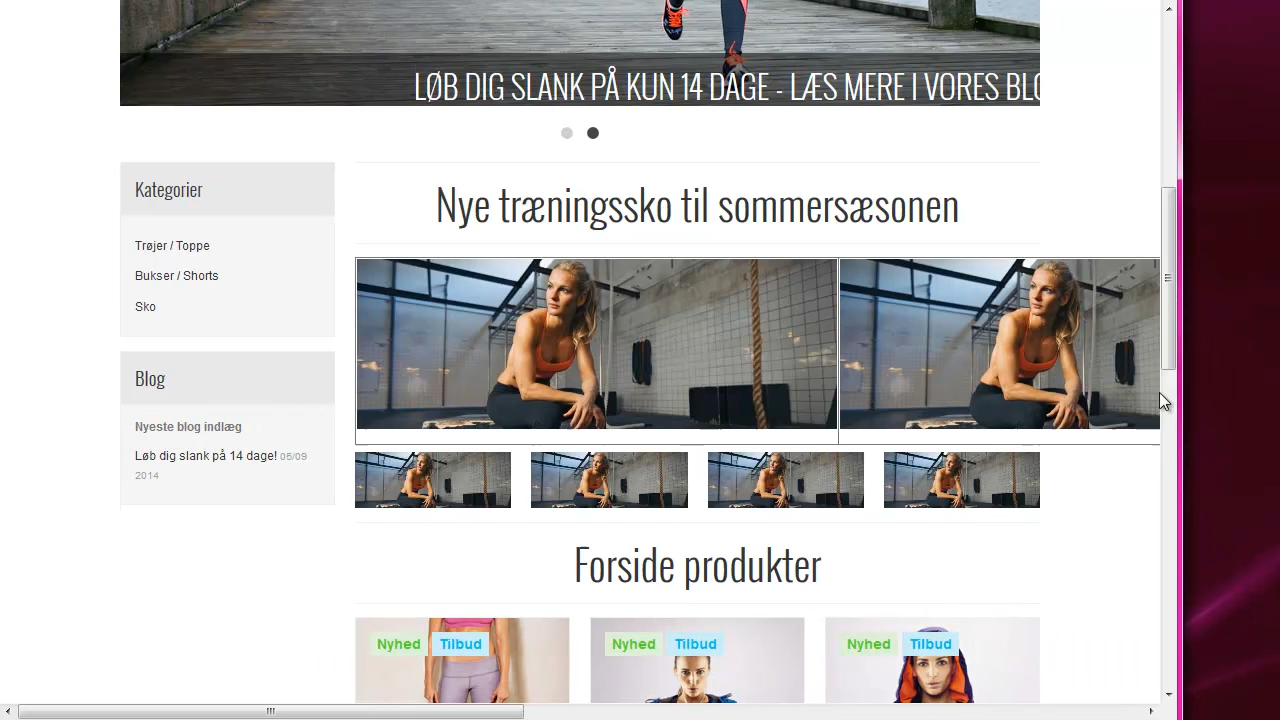 LØB DIG SLANK PÅ KUN 14 DAGE - LÆS MERE I VORES BLO
Kategorier
Trøjer / Toppe
Bukser / Shorts
Sko
Blog
Nyeste blog indlæg
Løb dig slank på 14 dage! 05/09
2014
Nye træningssko til sommersæsonen
Forside produkter
Nyhed Tilbud
Nyhed Tilbud
Nyhed Tilbud